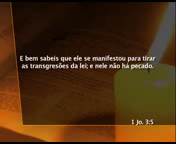 E bem sabeis que ele se manifestou para tirar
as transgresões da lei; e nele não há pecado.
1 Jo. 3:5